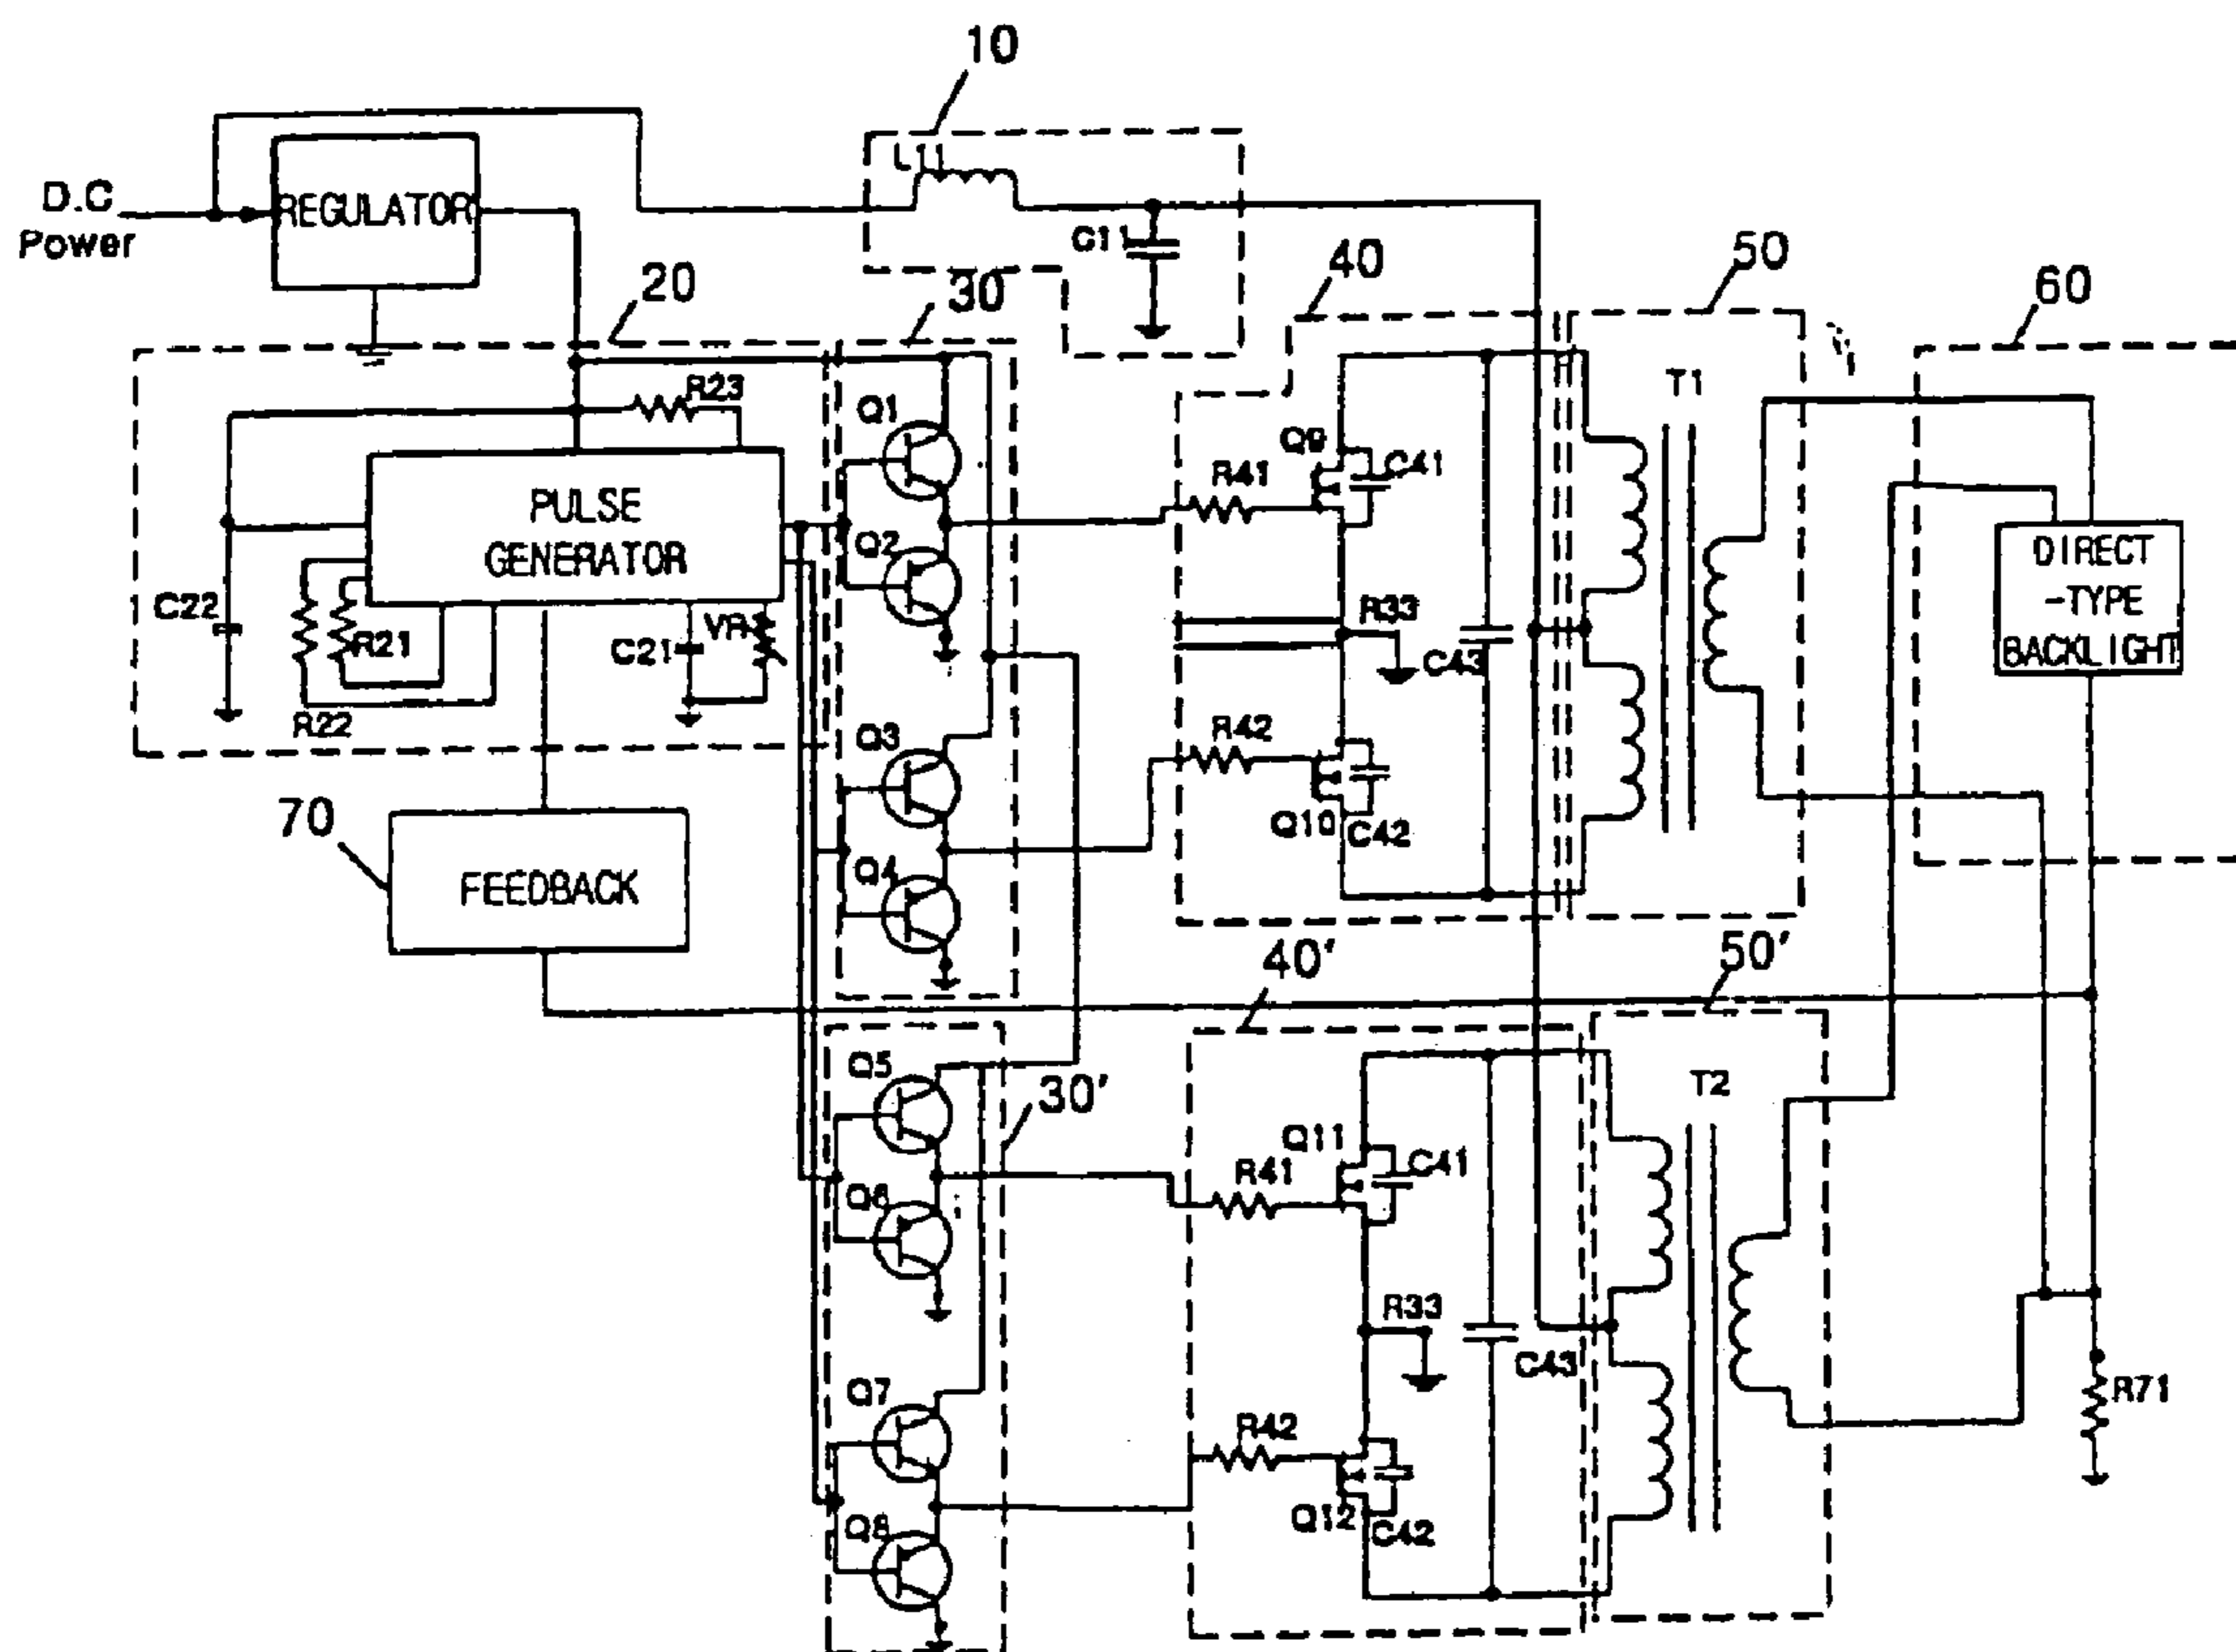 10
L11
D.C
Power
REGULATOR
C11
20
30
40
50
60
R23
Q1
Q9
T1
R41
C41
PULSE
GENERATOR
Q2
DIRECT
-TYPE
BACKLIGHT
C22
R21
C21
VR
R33
C43
R22
Q3
R42
70
Q10
C42
FEEDBACK
Q4
40'
50'
Q5
30'
T2
Q11
R41
C41
Q6
R33
C43
Q7
R71
R42
Q8
Q12
C42